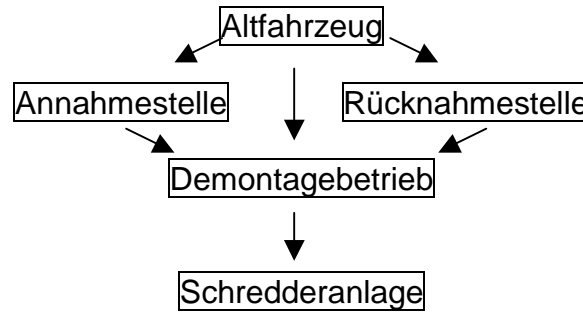 Altfahrzeug
Annahmestelle Rücknahmestelle
Demontagebetrieb
Schredderanlage